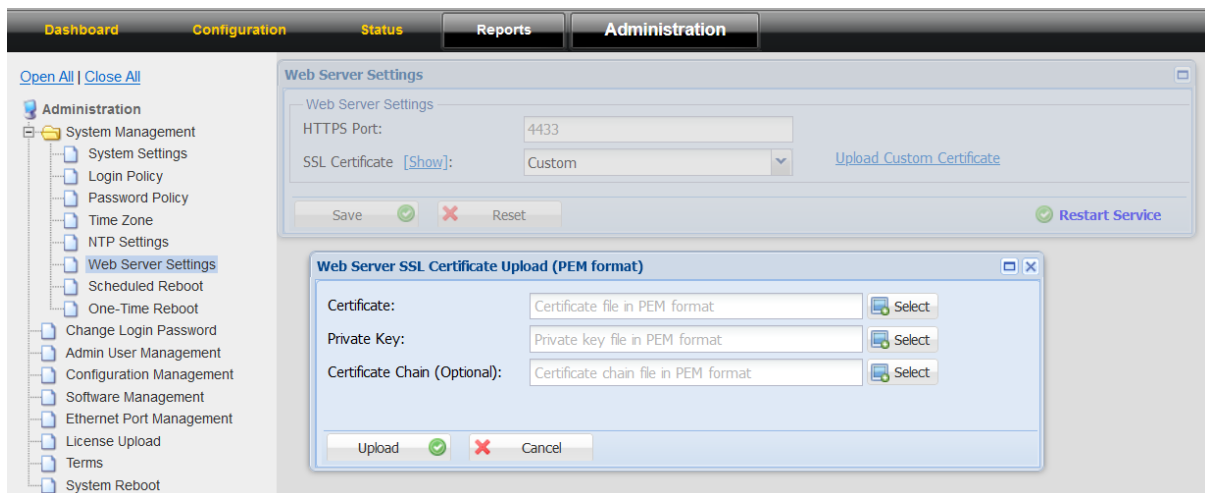 Dashboard Configuration Status Reports Administration
Open All | Close All
Administration
System Management
System Settings
Login Policy
Password Policy
Time Zone
NTP Settings
Web Server Settings
Scheduled Reboot
One-Time Reboot
Change Login Password
Admin User Management
Configuration Management
Software Management
Ethernet Port Management
License Upload
Terms
System Reboot
Web Server Settings
Web Server Settings
HTTPS Port: 4433
SSL Certificate [Show]: Custom Upload Custom Certificate
Save Reset Restart Service
Web Server SSL Certificate Upload (PEM format)
Certificate: Certificate file in PEM format Select
Private Key: Private key file in PEM format Select
Certificate Chain (Optional): Certificate chain file in PEM format Select
Upload Cancel